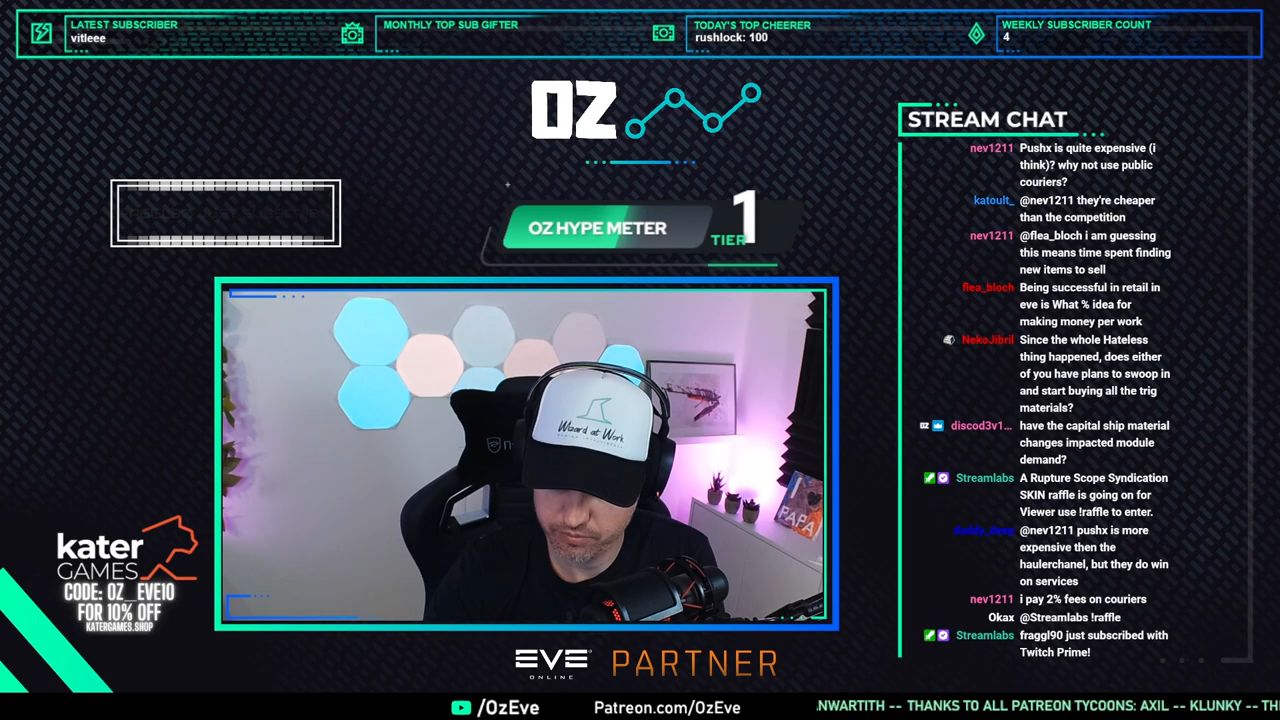 LATEST SUBSCRIBER
vitleee
MONTHLY TOP SUB GIFTER
TODAY'S TOP CHEERER
rushlock: 100
WEEKLY SUBSCRIBER COUNT
4
OZ
OZ HYPE METER
TIER 1
STREAM CHAT
nev1211 Pushx is quite expensive (i
think)? why not use public
couriers?
katoult_ @nev1211 they're cheaper
than the competition
nev1211 @flea_bloch i am guessing
this means time spent finding
new items to sell
flea_bloch Being successful in retail in
eve is What % idea for
making money per work
NekoJibril Since the whole Hateless
thing happened, does either
of you have plans to swoop in
and start buying all the trig
materials?
OZ discod3v1... have the capital ship material
changes impacted module
demand?
Streamlabs A Rupture Scope Syndication
SKIN raffle is going on for
Viewer use !raffle to enter.
@nev1211 pushx is more
expensive then the
haulerchanel, but they do win
on services
nev1211 i pay 2% fees on couriers
Okax @Streamlabs !raffle
Streamlabs fraggl90 just subscribed with
Twitch Prime!
Wizard at Work
PAPA
kater
GAMES
CODE: OZ_EVE10
FOR 10% OFF
KATERGAMES.SHOP
EVE
ONLINE
PARTNER
/OzEve
Patreon.com/OzEve
NWARTITH -- THANKS TO ALL PATREON TYCOONS: AXIL -- KLUNKY -- TH